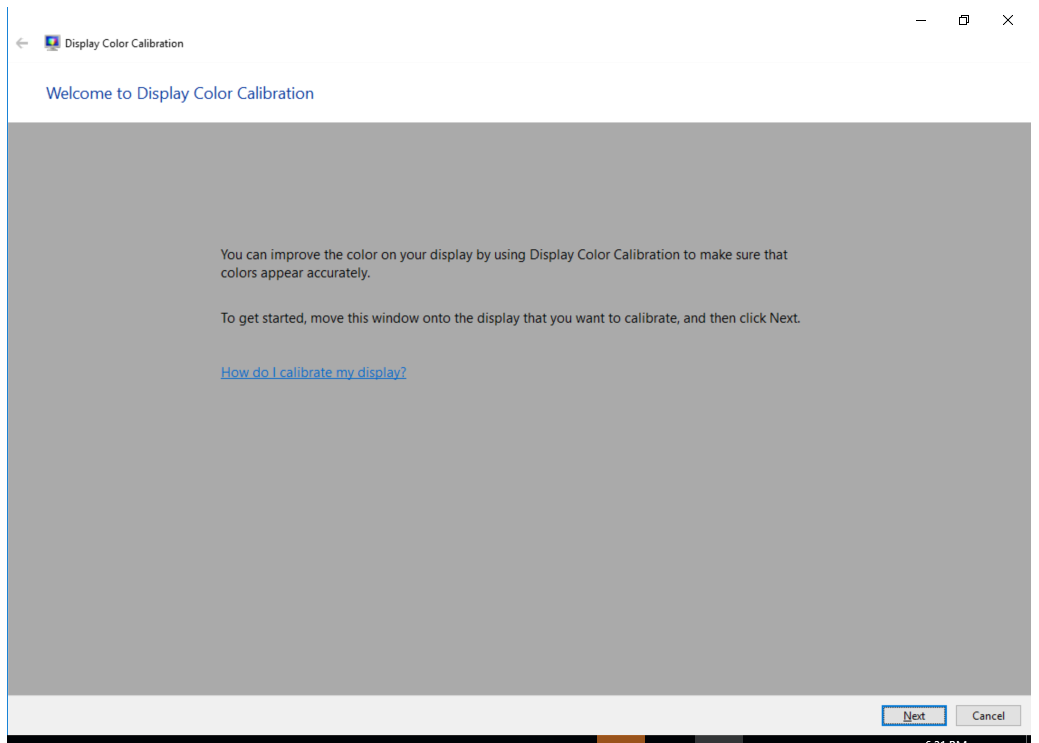 Display Color Calibration
Welcome to Display Color Calibration
You can improve the color on your display by using Display Color Calibration to make sure that
colors appear accurately.
To get started, move this window onto the display that you want to calibrate, and then click Next.
How do I calibrate my display?
Next Cancel